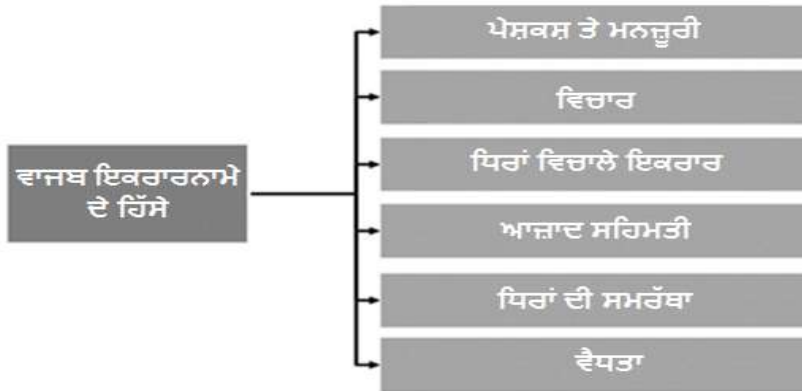 ਵਾਜਬ ਇਕਰਾਰਨਾਮੇ
ਦੇ ਹਿੱਸੇ
ਪੇਸ਼ਕਸ਼ ਤੇ ਮਨਜ਼ੂਰੀ
ਵਿਚਾਰ
ਧਿਰਾਂ ਵਿਚਾਲੇ ਇਕਰਾਰ
ਆਜ਼ਾਦ ਸਹਿਮਤੀ
ਧਿਰਾਂ ਦੀ ਸਮਰੱਥਾ
ਵੈਧਤਾ